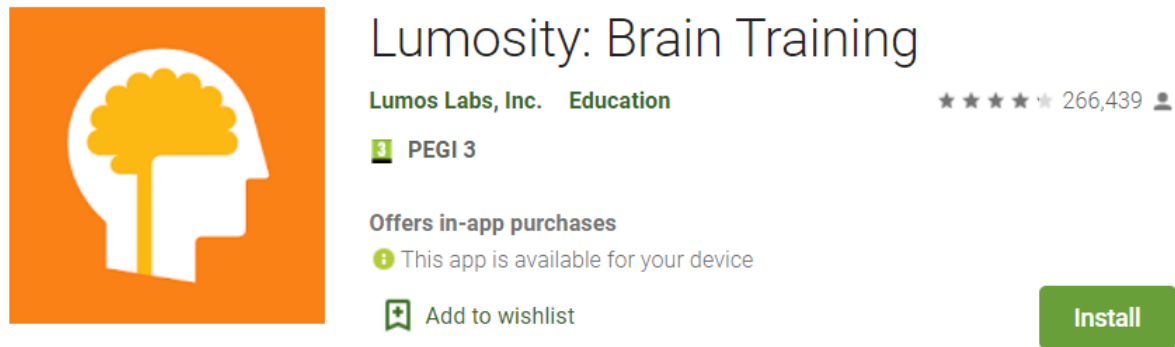 Lumosity: Brain Training
Lumos Labs, Inc. Education 266,439
3 PEGI 3
Offers in-app purchases
This app is available for your device
Add to wishlist
Install